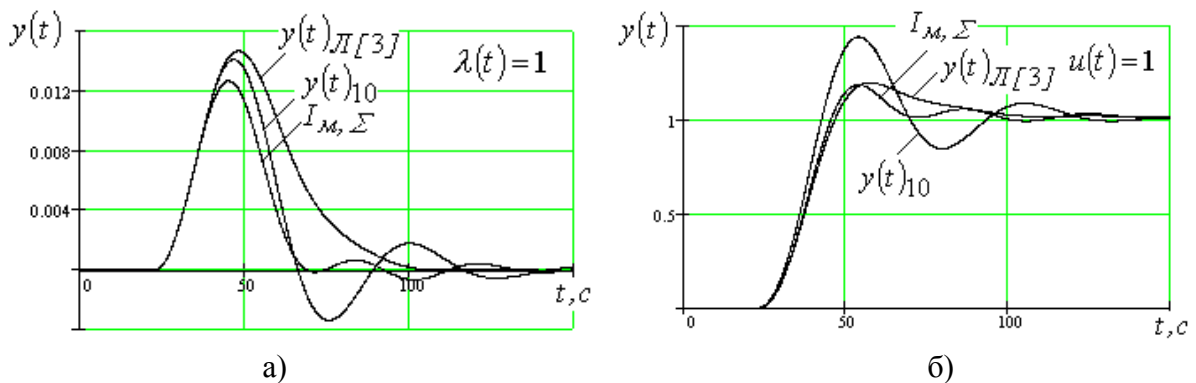 y(t)
y(t)Л[3]
λ(t)=1
0.012
y(t)10
Iм, Σ
0.008
0.004
0
50
100
t,c
а)
y(t)
Iм, Σ
y(t)Л[3]
u(t)=1
1
y(t)10
0.5
0
50
100
t,c
б)